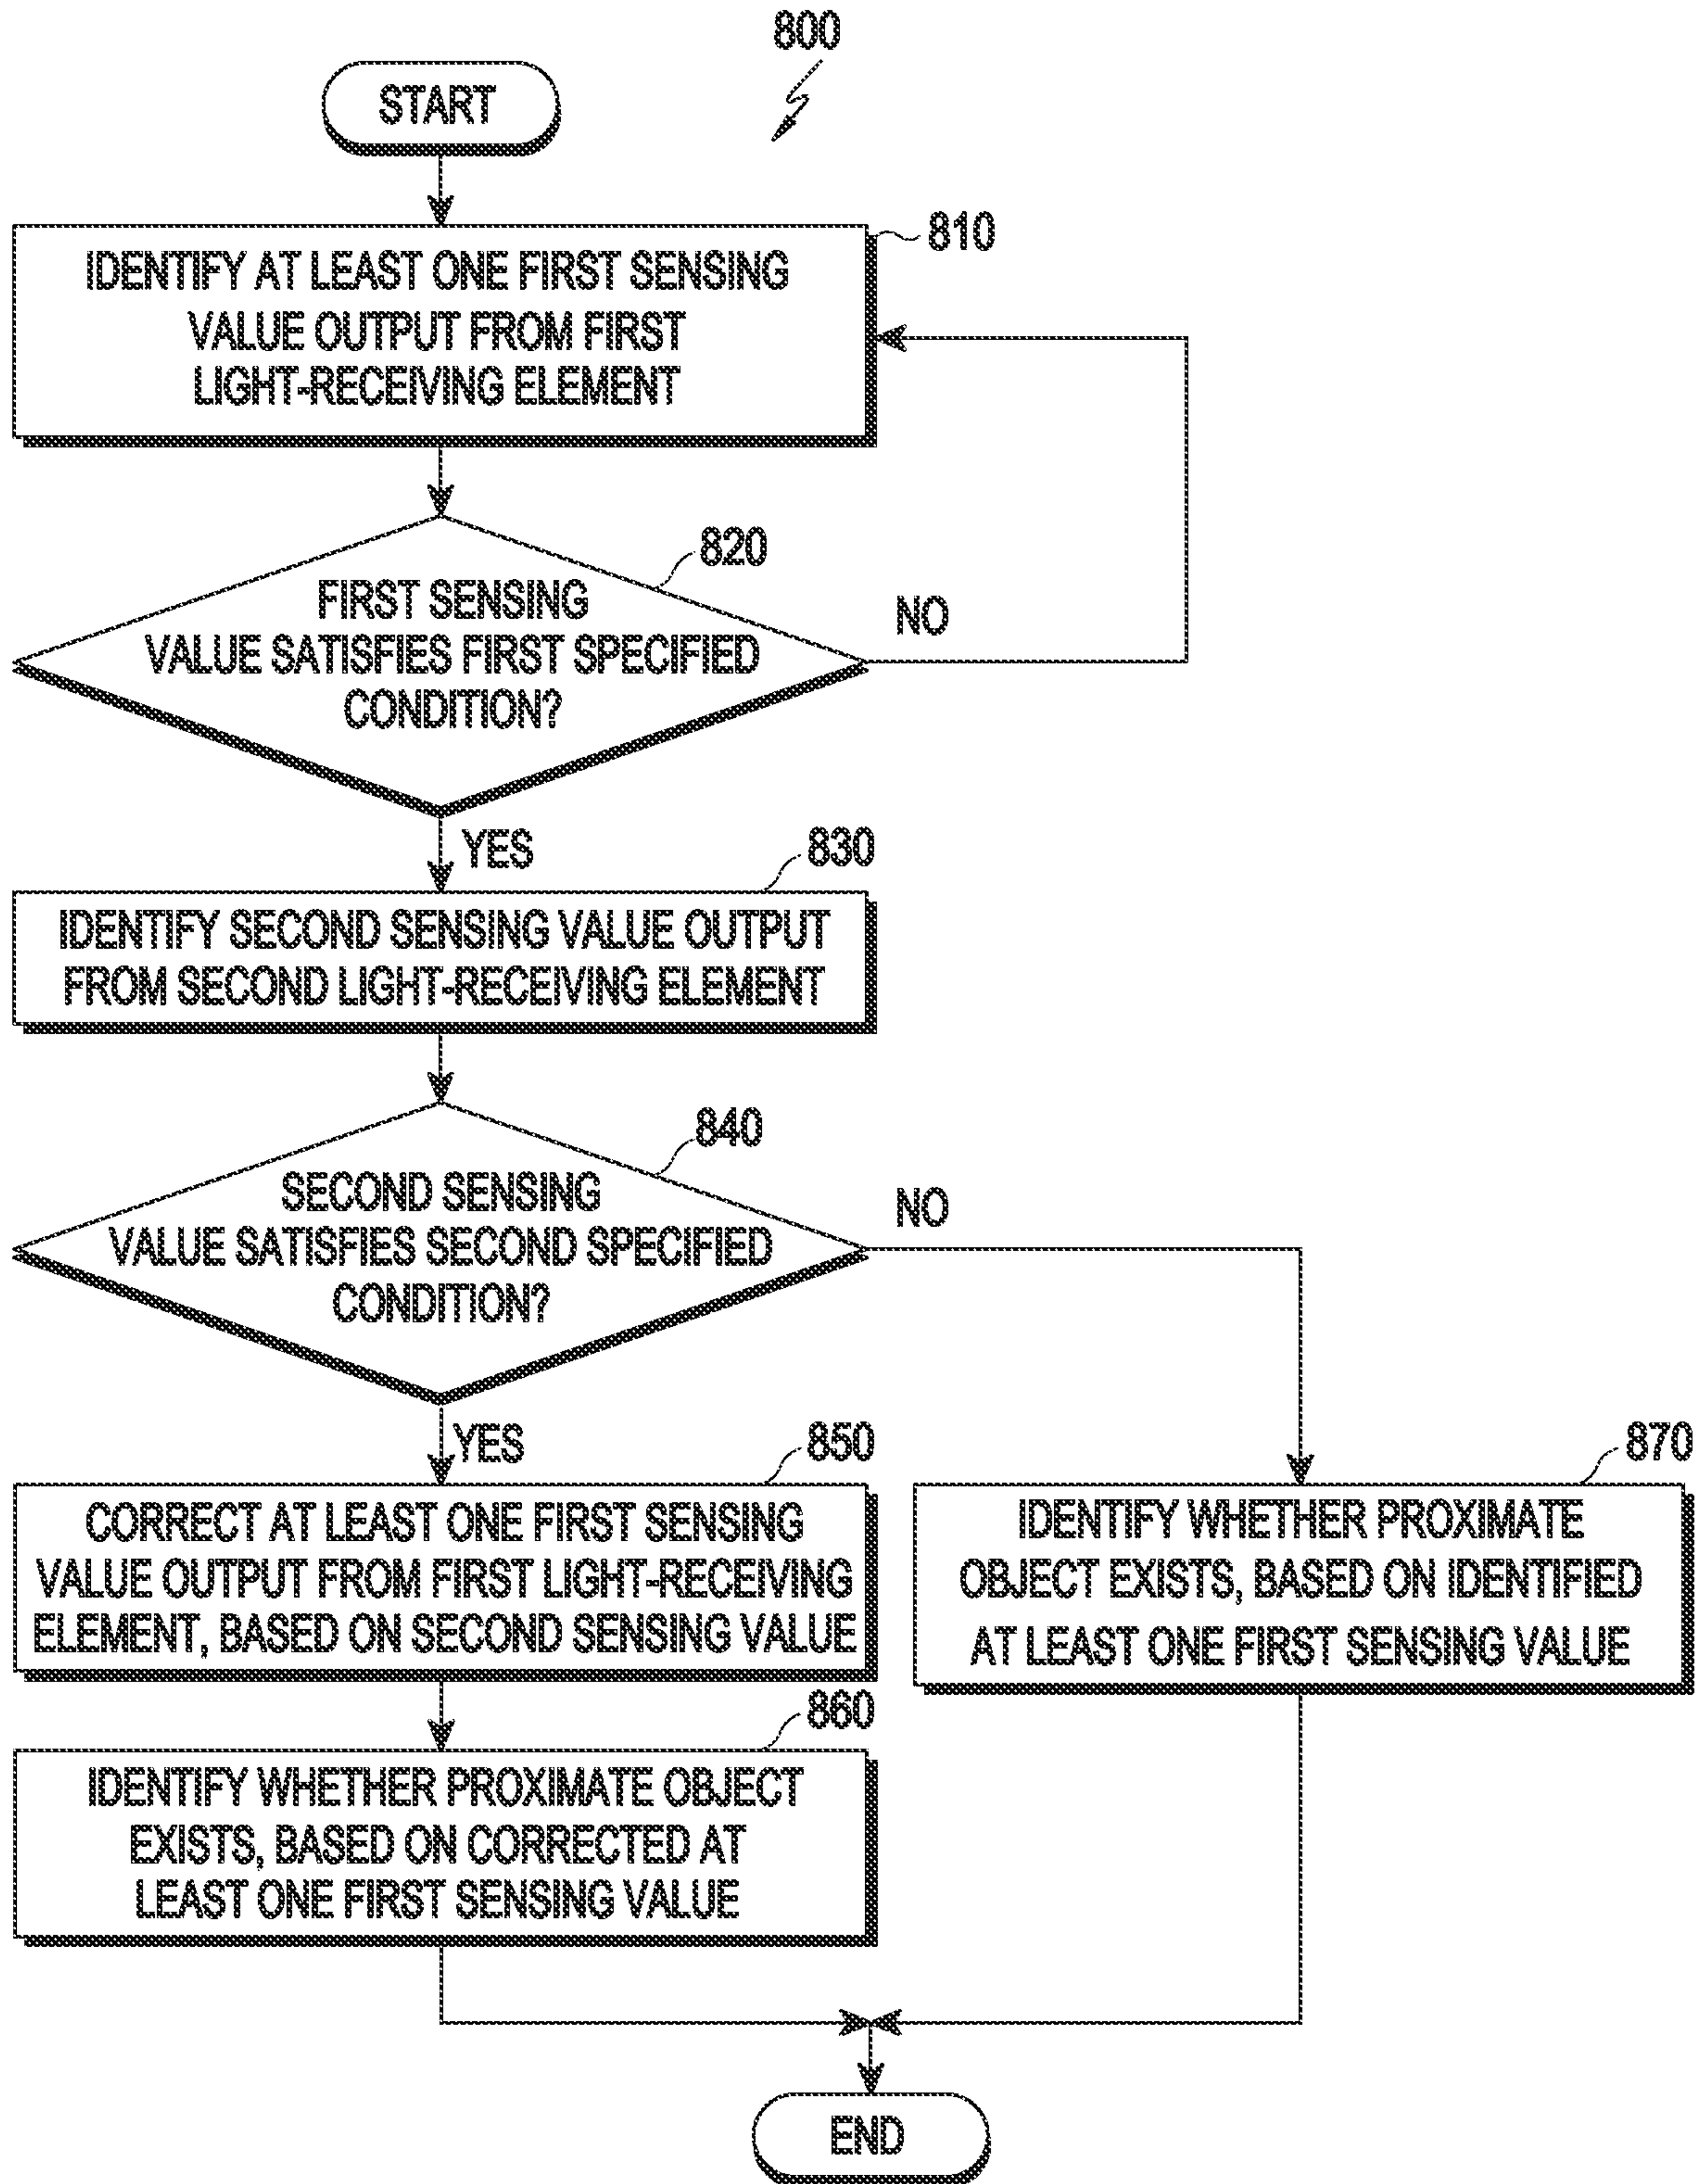 800
START
810
IDENTIFY AT LEAST ONE FIRST SENSING
VALUE OUTPUT FROM FIRST
LIGHT-RECEIVING ELEMENT
820
FIRST SENSING
VALUE SATISFIES FIRST SPECIFIED
CONDITION?
NO
YES
830
IDENTIFY SECOND SENSING VALUE OUTPUT
FROM SECOND LIGHT-RECEIVING ELEMENT
840
SECOND SENSING
VALUE SATISFIES SECOND SPECIFIED
CONDITION?
NO
YES
850
CORRECT AT LEAST ONE FIRST SENSING
VALUE OUTPUT FROM FIRST LIGHT-RECEIVING
ELEMENT, BASED ON SECOND SENSING VALUE
870
IDENTIFY WHETHER PROXIMATE
OBJECT EXISTS, BASED ON IDENTIFIED
AT LEAST ONE FIRST SENSING VALUE
860
IDENTIFY WHETHER PROXIMATE OBJECT
EXISTS, BASED ON CORRECTED AT
LEAST ONE FIRST SENSING VALUE
END